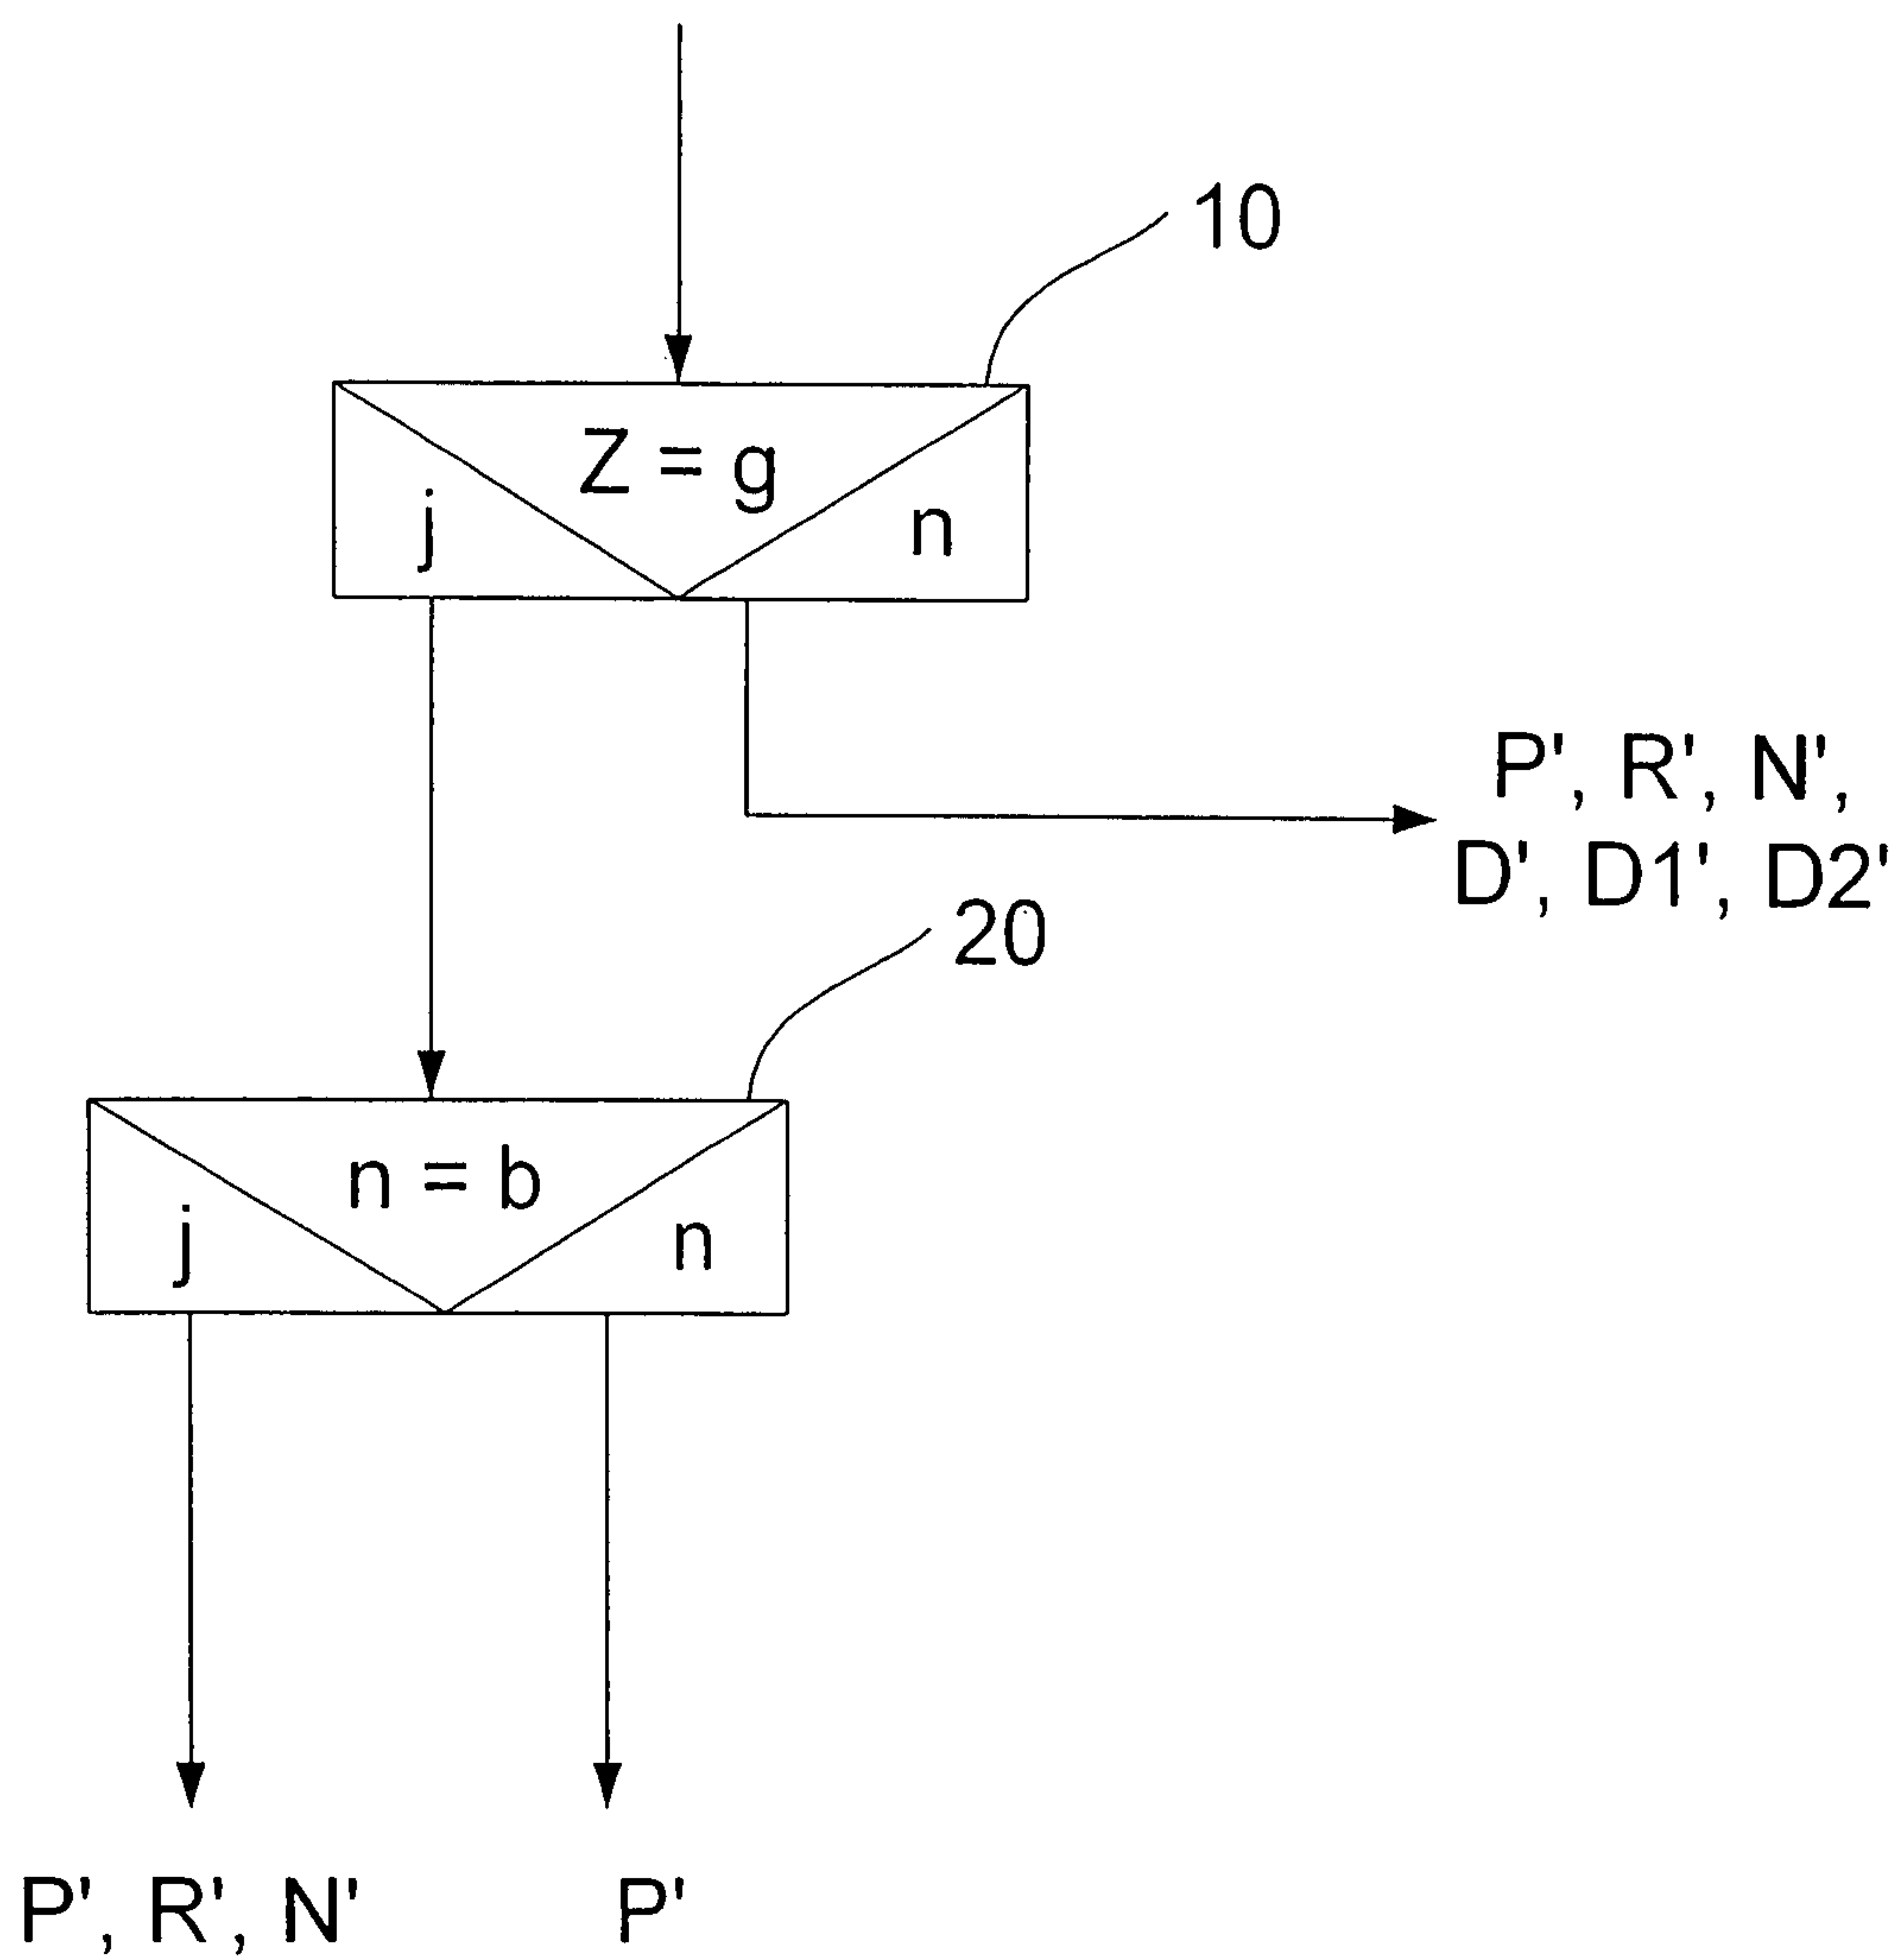 10
Z = g
j
n
P', R', N',
D', D1', D2'
20
n = b
j
n
P', R', N'
P'